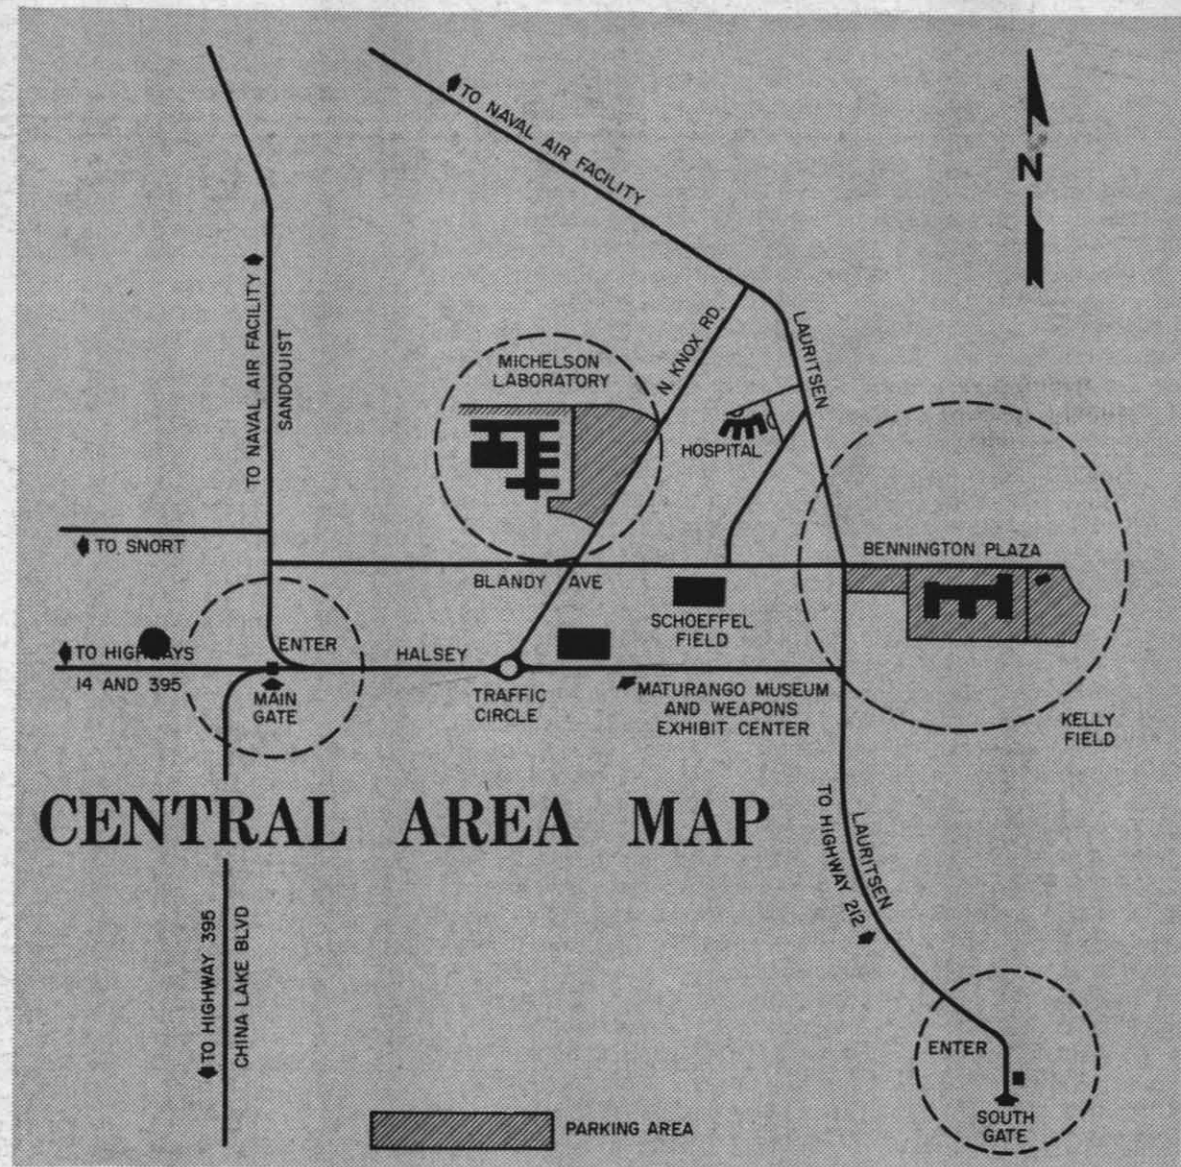 TO NAVAL AIR FACILITY
N
TO NAVAL AIR FACILITY
SANDQUIST
MICHELSON
LABORATORY
N. KNOX RD.
LAURITSEN
HOSPITAL
TO SNORT
BENNINGTON PLAZA
BLANDY AVE
SCHOEFFEL
FIELD
ENTER
HALSEY
TO HIGHWAYS
14 AND 395
MAIN
GATE
TRAFFIC
CIRCLE
MATURANGO MUSEUM
AND WEAPONS
EXHIBIT CENTER
KELLY
FIELD
CENTRAL AREA MAP
TO HIGHWAY 212
LAURITSEN
TO HIGHWAY 395
CHINA LAKE BLVD
ENTER
SOUTH
GATE
PARKING AREA